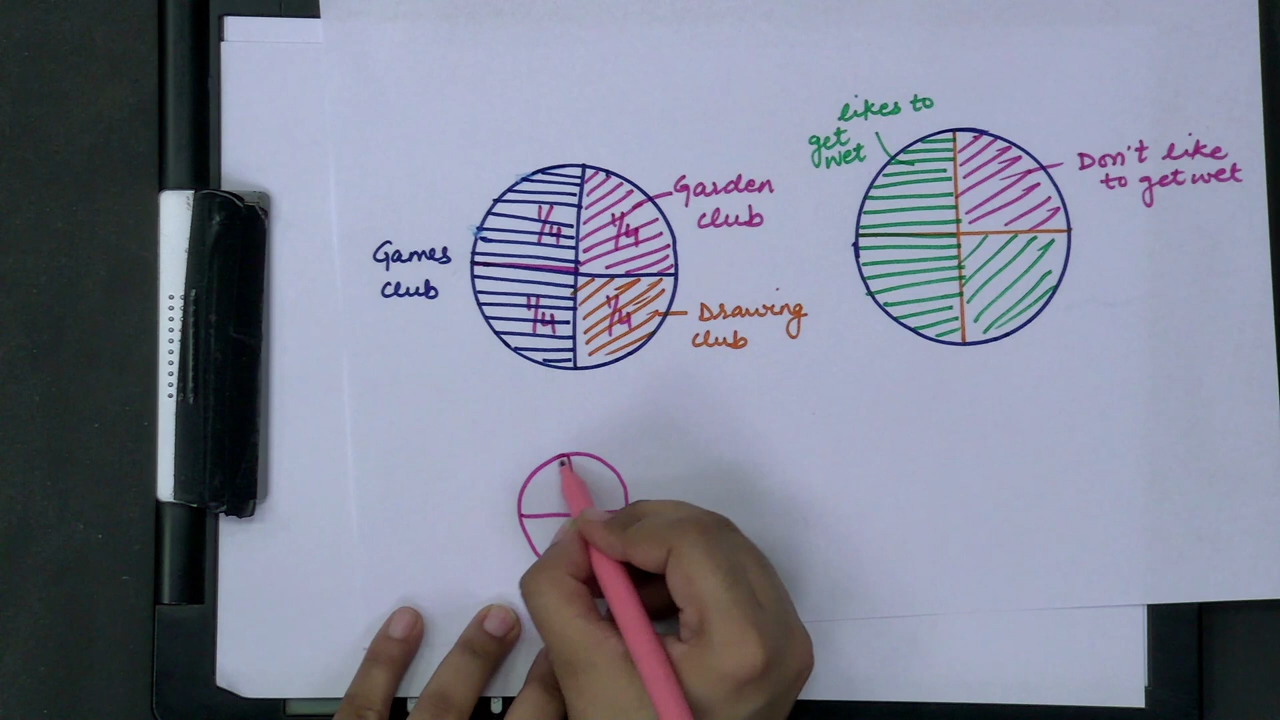 Games
club
1/4
1/4
1/4
1/4
Garden
club
Drawing
club
likes to
get
wet
Don't like
to get wet